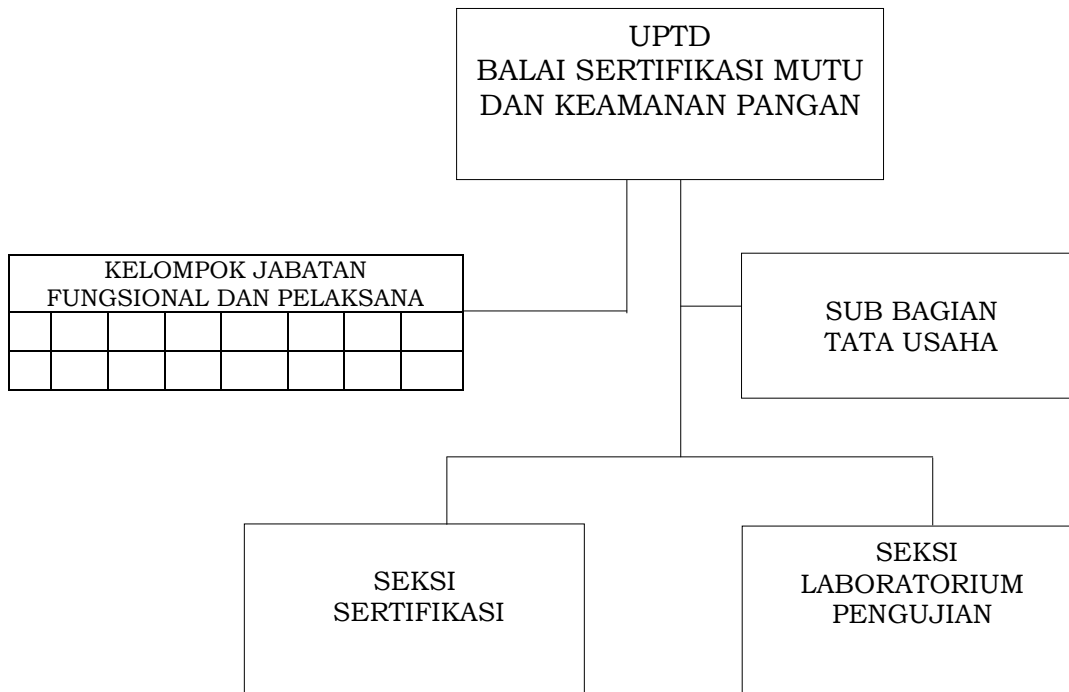 UPTD
BALAI SERTIFIKASI MUTU
DAN KEAMANAN PANGAN
KELOMPOK JABATAN
FUNGSIONAL DAN PELAKSANA
SUB BAGIAN
TATA USAHA
SEKSI
SERTIFIKASI
SEKSI
LABORATORIUM
PENGUJIAN